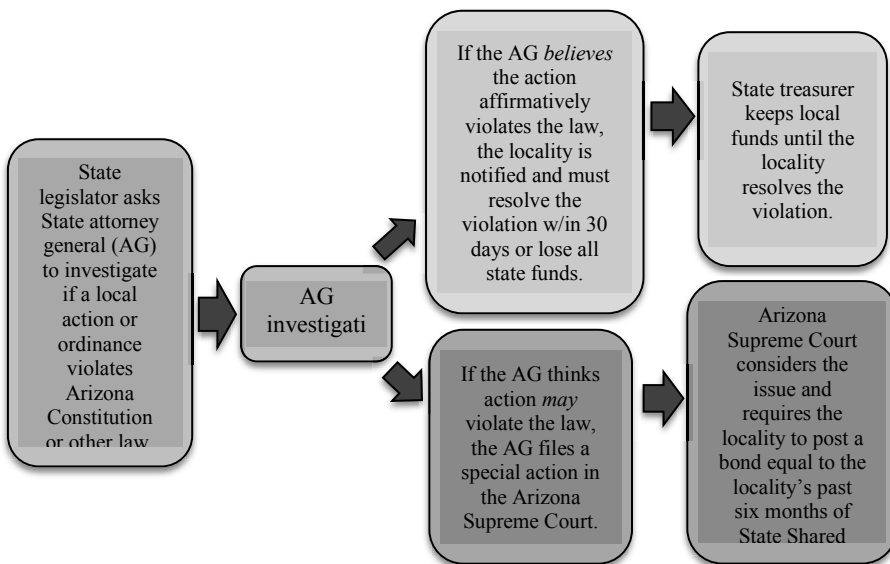 State
legislator asks
State attorney
general (AG)
to investigate
if a local
action or
ordinance
violates
Arizona
Constitution
or other law
AG
investigati
If the AG believes
the action
affirmatively
violates the law,
the locality is
notified and must
resolve the
violation w/in 30
days or lose all
state funds.
State treasurer
keeps local
funds until the
locality
resolves the
violation.
If the AG thinks
action may
violate the law,
the AG files a
special action in
the Arizona
Supreme Court.
Arizona
Supreme Court
considers the
issue and
requires the
locality to post a
bond equal to the
locality’s past
six months of
State Shared